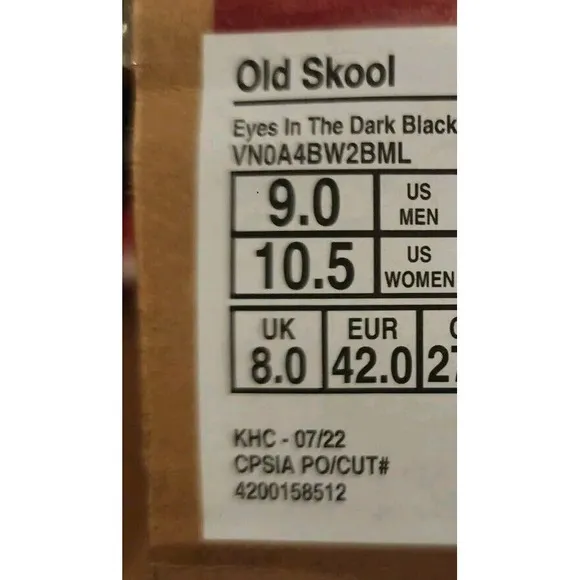 Old Skool
Eyes In The Dark Black
VN0A4BW2BML
9.0 US MEN
10.5 US WOMEN
UK EUR
8.0 42.0 27
KHC - 07/22
CPSIA PO/CUT#
4200158512